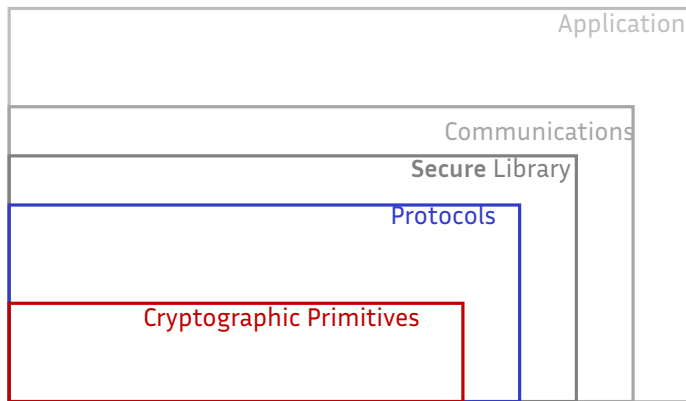 Application
Communications
Secure Library
Protocols
Cryptographic Primitives